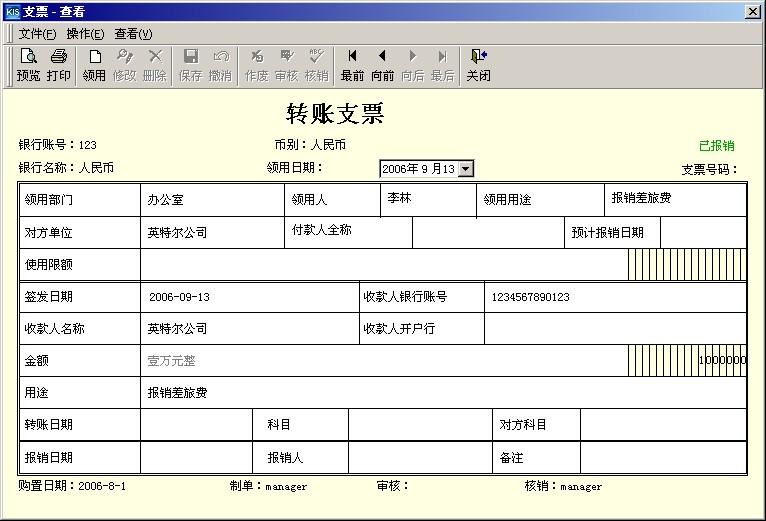 KIS 支票 - 查看
文件(F) 操作(E) 查看(V)
预览 打印 领用 修改 删除 保存 撤消 作废 审核 核销 最前 向前 向后 最后 关闭
转账支票
银行账号：123 币别：人民币 已报销
银行名称：人民币 领用日期： 2006年 9 月13 支票号码：
领用部门 办公室 领用人 李林 领用用途 报销差旅费
对方单位 英特尔公司 付款人全称 预计报销日期
使用限额
签发日期 2006-09-13 收款人银行账号 1234567890123
收款人名称 英特尔公司 收款人开户行
金额 壹万元整 1000000
用途 报销差旅费
转账日期 科目 对方科目
报销日期 报销人 备注
购置日期：2006-8-1 制单：manager 审核： 核销：manager